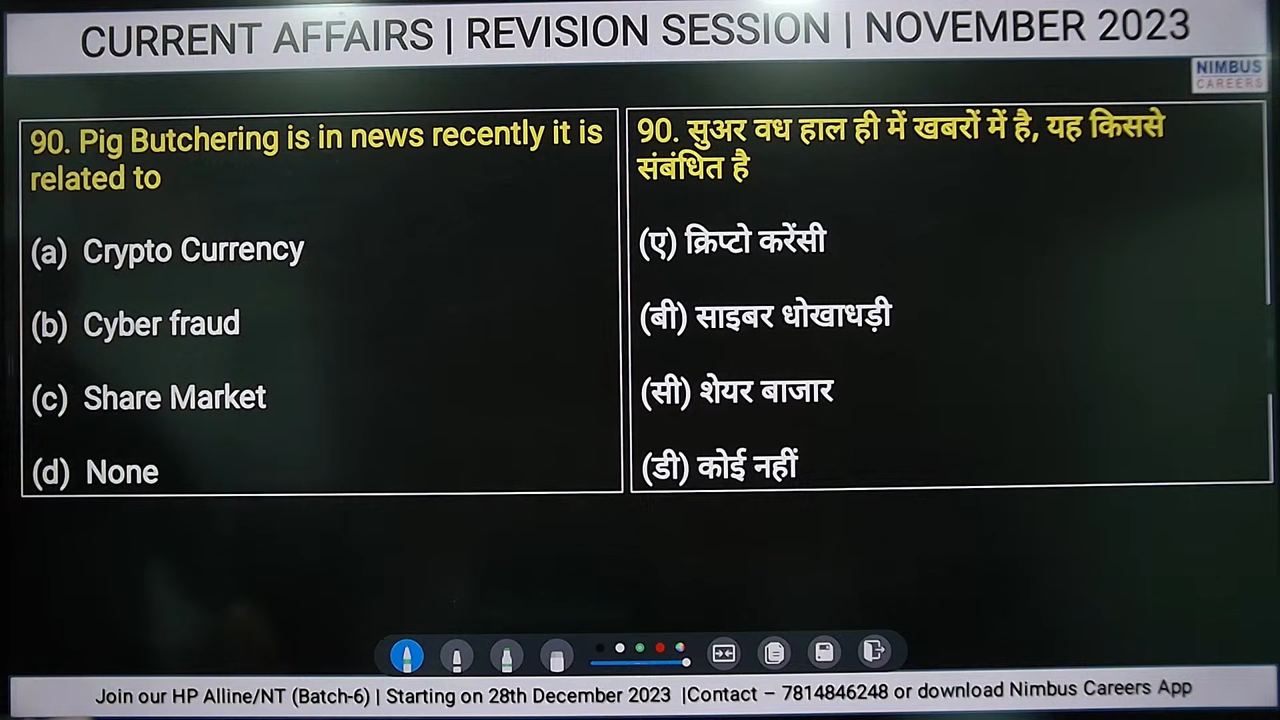 CURRENT AFFAIRS | REVISION SESSION | NOVEMBER 2023
NIMBUS
CAREERS
90. Pig Butchering is in news recently it is
related to
(a) Crypto Currency
(b) Cyber fraud
(c) Share Market
(d) None
90. सुअर वध हाल ही में खबरों में है, यह किससे
संबंधित है
(ए) क्रिप्टो करेंसी
(बी) साइबर धोखाधड़ी
(सी) शेयर बाजार
(डी) कोई नहीं
Join our HP Alline/NT (Batch-6) | Starting on 28th December 2023 |Contact – 7814846248 or download Nimbus Careers App